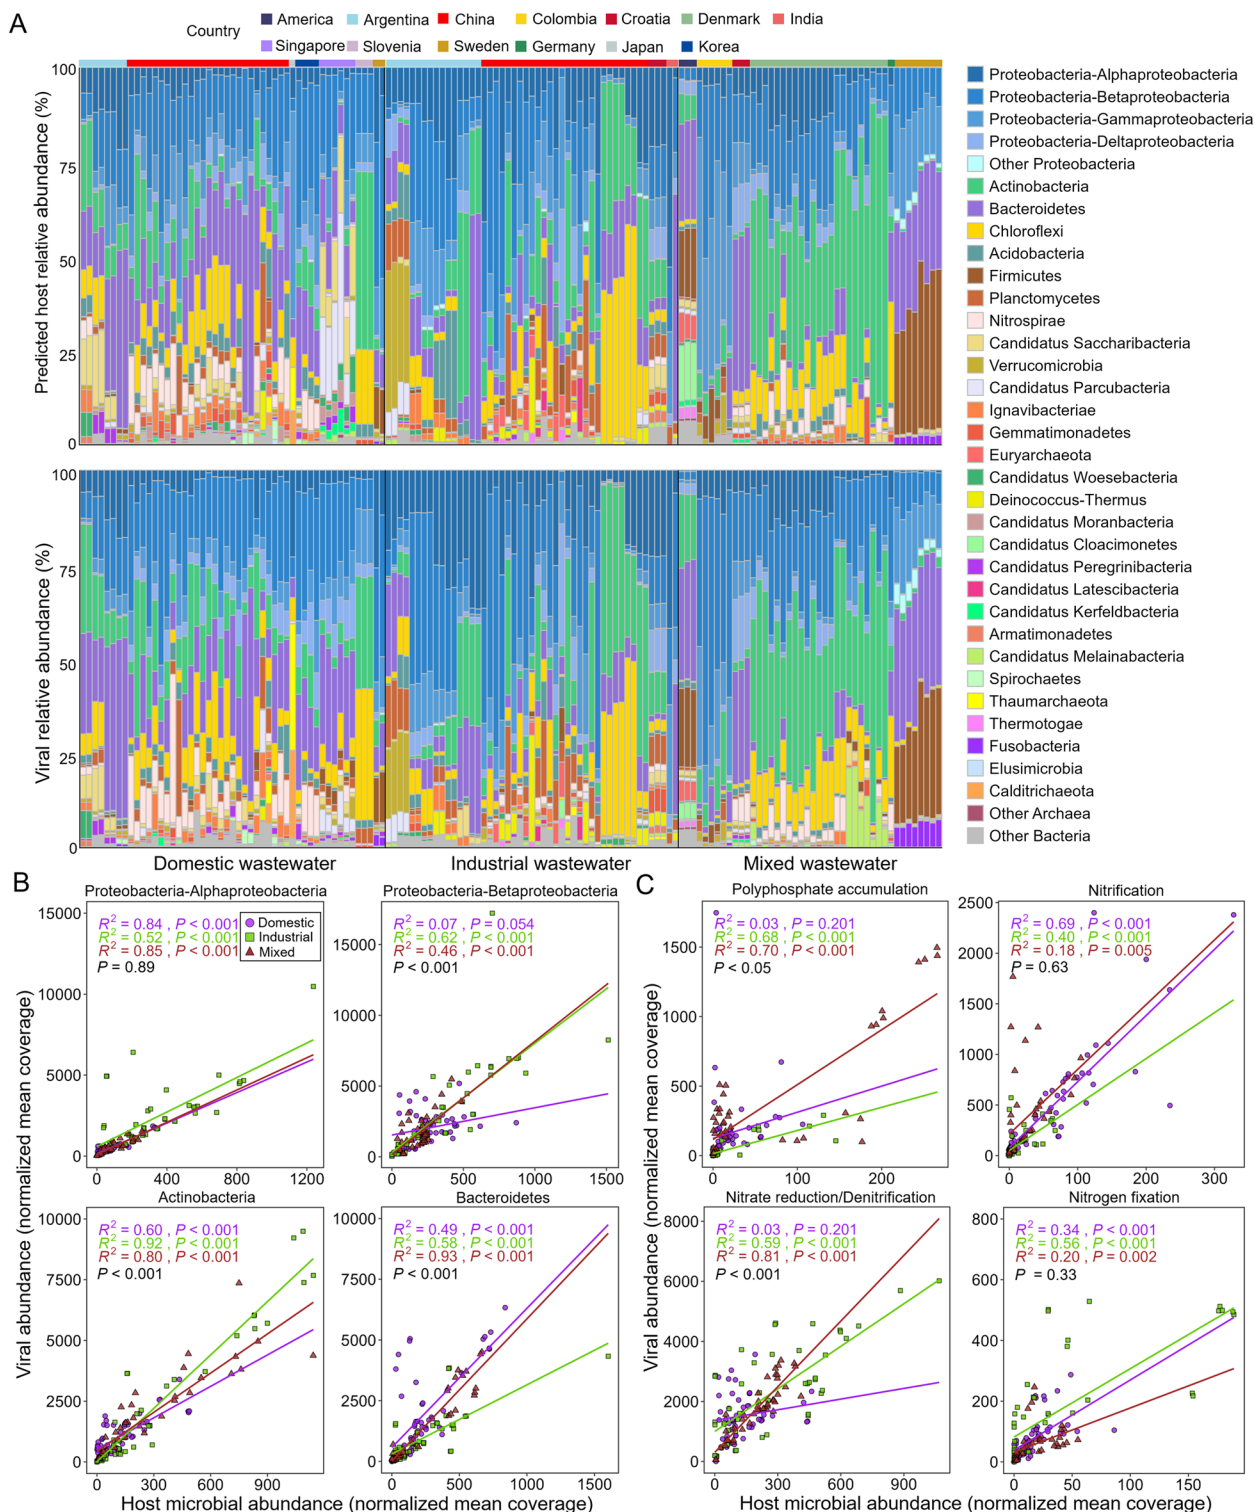 A
Country
America
Argentina
China
Colombia
Croatia
Denmark
India
Singapore
Slovenia
Sweden
Germany
Japan
Korea
Predicted host relative abundance (%)
100
75
50
25
0
Viral relative abundance (%)
100
75
50
25
0
Domestic wastewater
Industrial wastewater
Mixed wastewater
Proteobacteria-Alphaproteobacteria
Proteobacteria-Betaproteobacteria
Proteobacteria-Gammaproteobacteria
Proteobacteria-Deltaproteobacteria
Other Proteobacteria
Actinobacteria
Bacteroidetes
Chloroflexi
Acidobacteria
Firmicutes
Planctomycetes
Nitrospirae
Candidatus Saccharibacteria
Verrucomicrobia
Candidatus Parcubacteria
Ignavibacteriae
Gemmatimonadetes
Euryarchaeota
Candidatus Woesebacteria
Deinococcus-Thermus
Candidatus Moranbacteria
Candidatus Cloacimonetes
Candidatus Peregrinibacteria
Candidatus Latescibacteria
Candidatus Kerfeldbacteria
Armatimonadetes
Candidatus Melainabacteria
Spirochaetes
Thaumarchaeota
Thermotogae
Fusobacteria
Elusimicrobia
Calditrichaeota
Other Archaea
Other Bacteria
B
Viral abundance (normalized mean coverage)
Proteobacteria-Alphaproteobacteria
R² = 0.84 , P < 0.001
R² = 0.52 , P < 0.001
R² = 0.85 , P < 0.001
P = 0.89
Domestic
Industrial
Mixed
15000
10000
5000
0
0 400 800 1200
Proteobacteria-Betaproteobacteria
R² = 0.07 , P = 0.054
R² = 0.62 , P < 0.001
R² = 0.46 , P < 0.001
P < 0.001
15000
10000
5000
0
0 500 1000 1500
Actinobacteria
R² = 0.60 , P < 0.001
R² = 0.92 , P < 0.001
R² = 0.80 , P < 0.001
P < 0.001
10000
7500
5000
2500
0
0 300 600 900
Bacteroidetes
R² = 0.49 , P < 0.001
R² = 0.58 , P < 0.001
R² = 0.93 , P < 0.001
P < 0.001
10000
7500
5000
2500
0
0 500 1000 1500
Host microbial abundance (normalized mean coverage)
C
Viral abundance (normalized mean coverage)
Polyphosphate accumulation
R² = 0.03 , P = 0.201
R² = 0.68 , P < 0.001
R² = 0.70 , P < 0.001
P < 0.05
1500
1000
500
0
0 100 200
Nitrification
R² = 0.69 , P < 0.001
R² = 0.40 , P < 0.001
R² = 0.18 , P = 0.005
P = 0.63
2500
2000
1500
1000
500
0
0 100 200 300
Nitrate reduction/Denitrification
R² = 0.03 , P = 0.201
R² = 0.59 , P < 0.001
R² = 0.81 , P < 0.001
P < 0.001
8000
6000
4000
2000
0
0 300 600 900
Nitrogen fixation
R² = 0.34 , P < 0.001
R² = 0.56 , P < 0.001
R² = 0.20 , P = 0.002
P = 0.33
800
600
400
200
0
0 50 100 150
Host microbial abundance (normalized mean coverage)